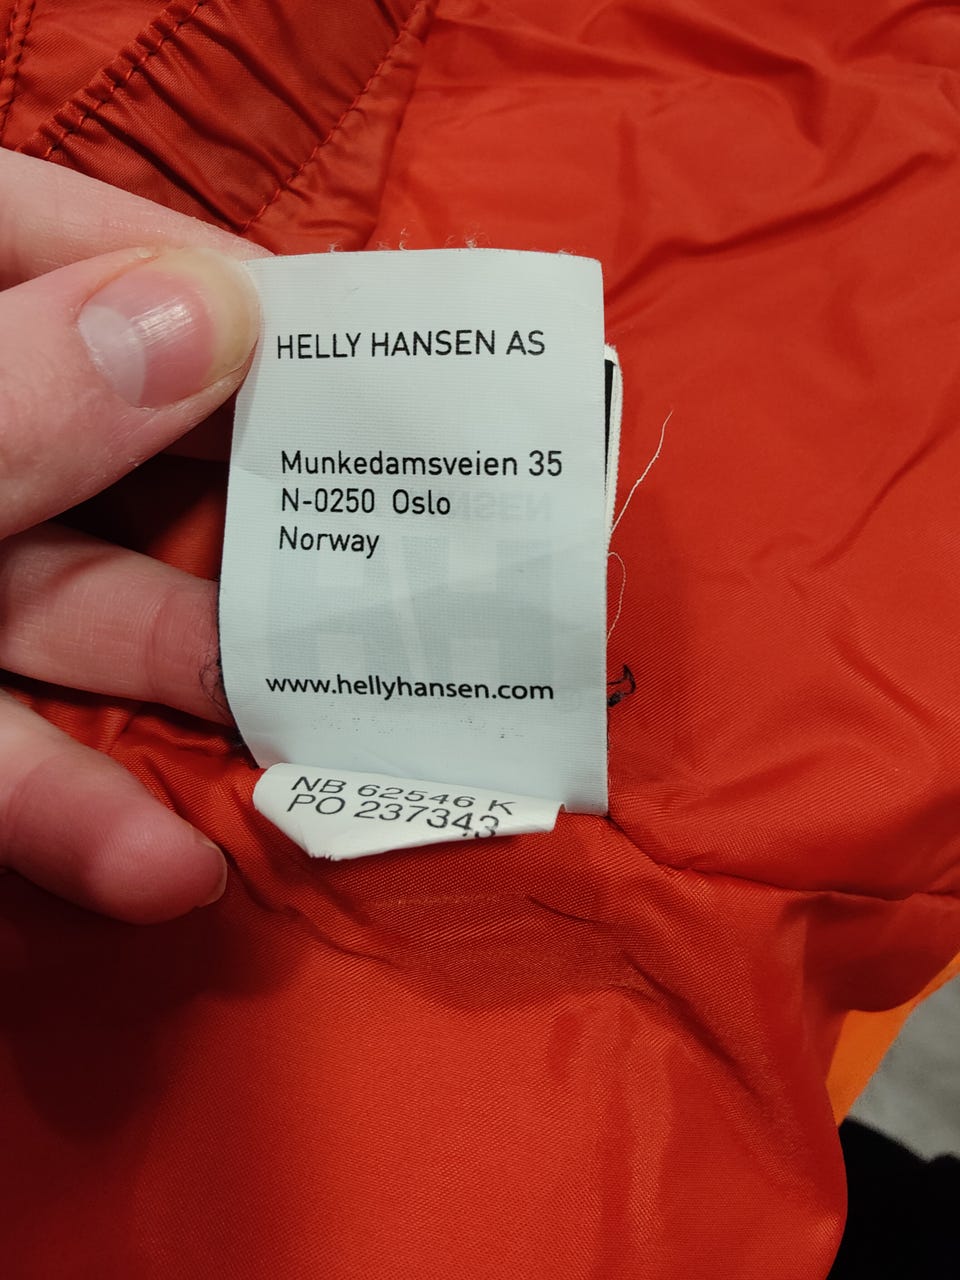 HELLY HANSEN AS
Munkedamsveien 35
N-0250 Oslo
Norway
www.hellyhansen.com
NB 62546 K
PO 237343